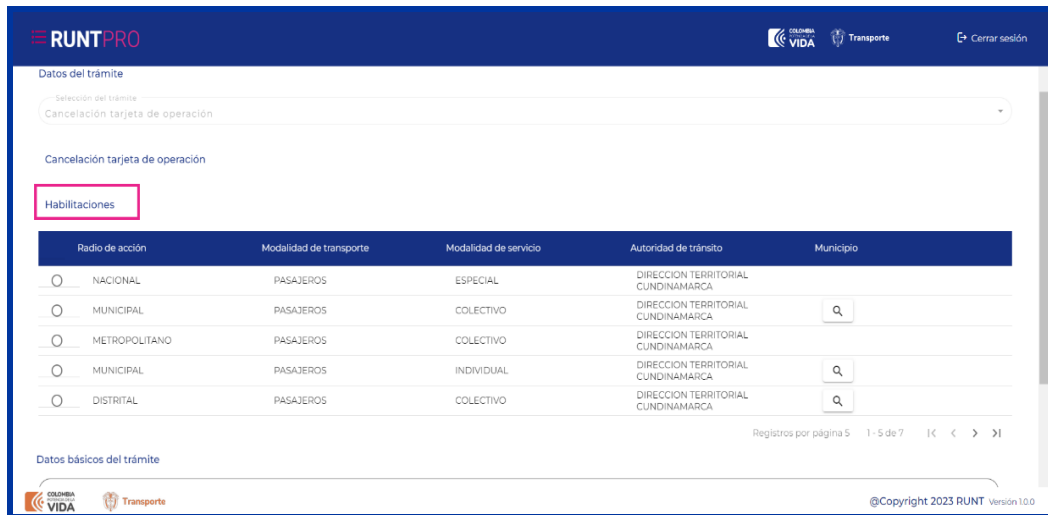 RUNTPRO
COLOMBIA
VIDA
Transporte
Cerrar sesión
Datos del trámite
Selección del trámite
Cancelación tarjeta de operación
Cancelación tarjeta de operación
Habilitaciones
Radio de acción Modalidad de transporte Modalidad de servicio Autoridad de tránsito Municipio
NACIONAL PASAJEROS ESPECIAL DIRECCION TERRITORIAL CUNDINAMARCA
MUNICIPAL PASAJEROS COLECTIVO DIRECCION TERRITORIAL CUNDINAMARCA
METROPOLITANO PASAJEROS COLECTIVO DIRECCION TERRITORIAL CUNDINAMARCA
MUNICIPAL PASAJEROS INDIVIDUAL DIRECCION TERRITORIAL CUNDINAMARCA
DISTRITAL PASAJEROS COLECTIVO DIRECCION TERRITORIAL CUNDINAMARCA
Registros por página 5 1 - 5 de 7
Datos básicos del trámite
COLOMBIA
VIDA
Transporte
@Copyright 2023 RUNT Versión 1.0.0